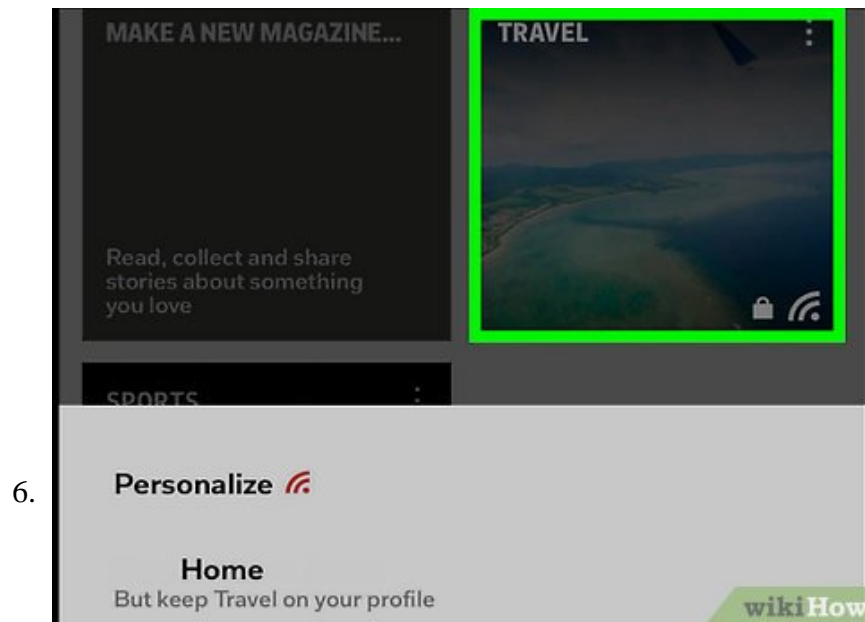 MAKE A NEW MAGAZINE...
TRAVEL
Read, collect and share
stories about something
you love
SPORTS
6.
Personalize
Home
But keep Travel on your profile
wikiHow